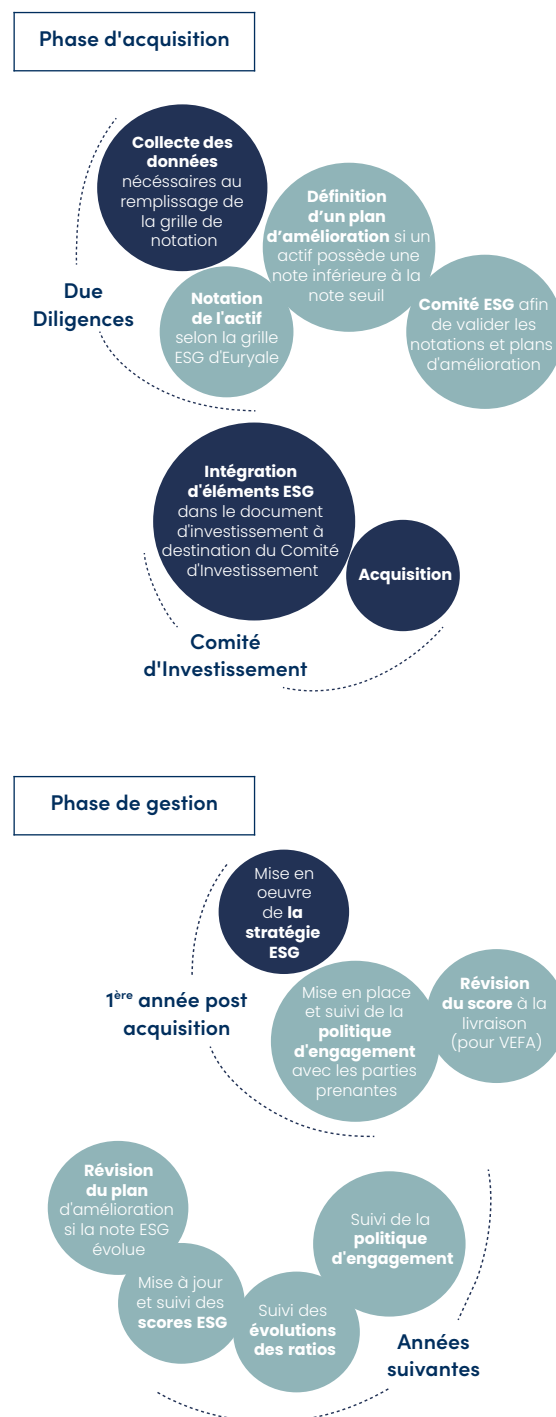 Phase d'acquisition
Collecte des
données
nécéssaires au
remplissage de
la grille de
notation
Définition
d'un plan
d'amélioration si un
actif possède une
note inférieure à la
note seuil
Due
Diligences
Notation
de l'actif
selon la grille
ESG d'Euryale
Comité ESG afin
de valider les
notations et plans
d'amélioration
Intégration
d'éléments ESG
dans le document
d'investissement à
destination du Comité
d'Investissement
Acquisition
Comité
d'Investissement
Phase de gestion
Mise en
oeuvre
de la
stratégie
ESG
1ère année post
acquisition
Mise en place
et suivi de la
politique
d'engagement
avec les parties
prenantes
Révision
du score à la
livraison
(pour VEFA)
Révision
du plan
d'amélioration
si la note ESG
évolue
Mise à jour
et suivi des
scores ESG
Suivi des
évolutions
des ratios
Suivi de la
politique
d'engagement
Années
suivantes